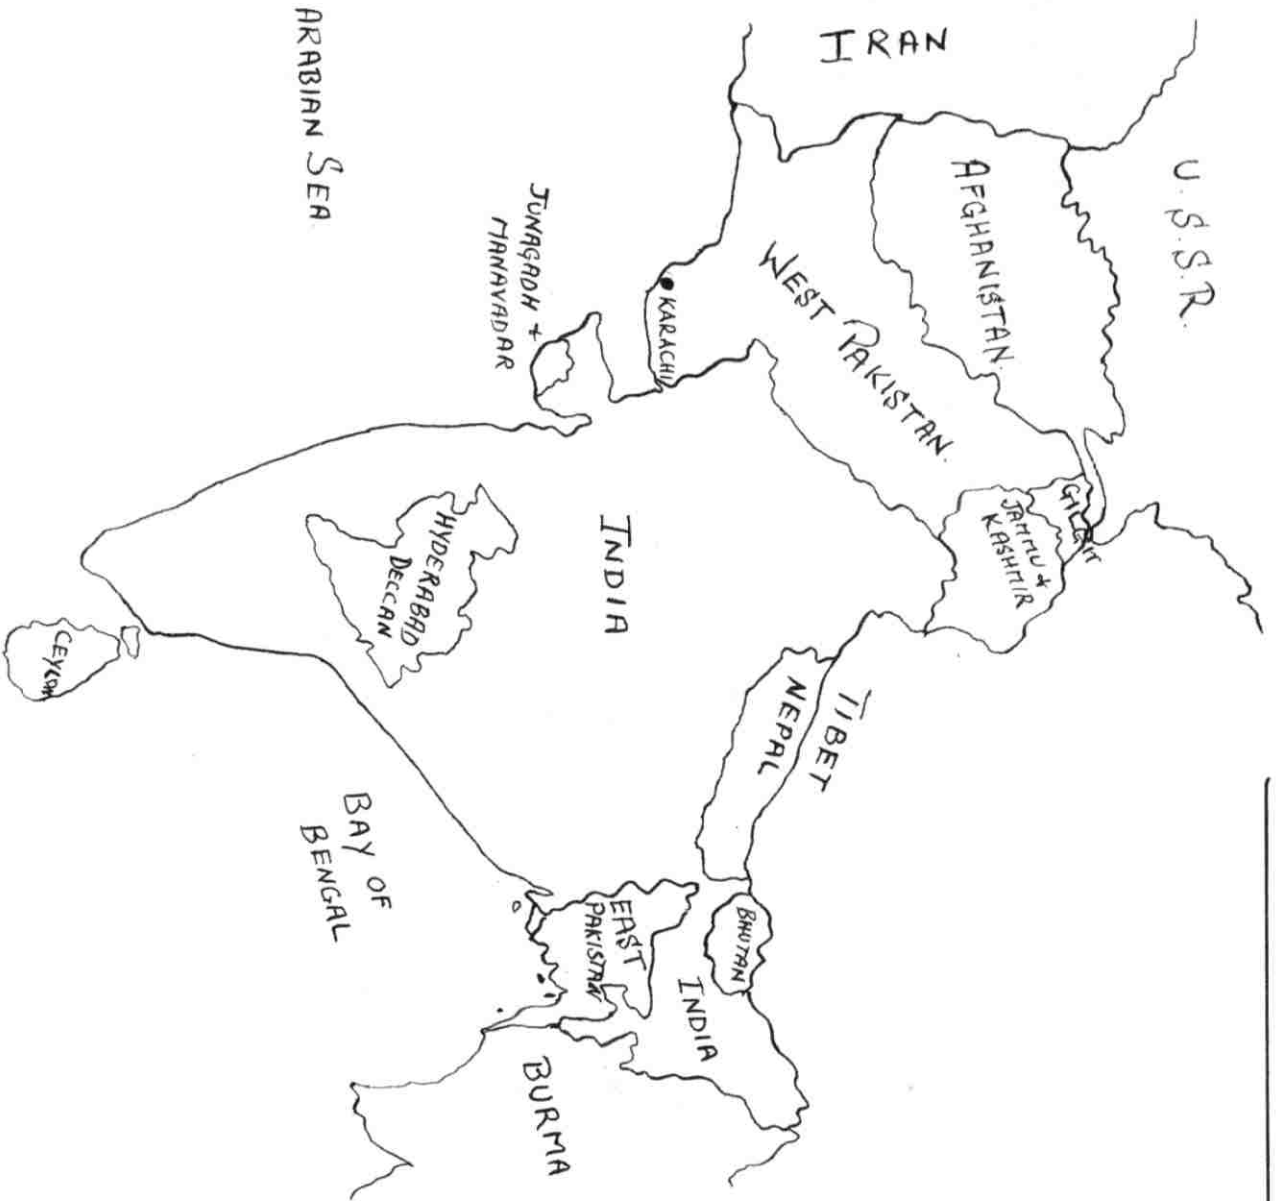 U.S.S.R.
IRAN
AFGHANISTAN.
WEST PAKISTAN.
GILGIT
JAMMU &
KASHMIR
KARACHI
TIBET
NEPAL
BHUTAN
JUNAGADH +
MANAVADAR
INDIA
INDIA
EAST
PAKISTAN
ARABIAN SEA
HYDERABAD
DECCAN
BURMA
BAY OF
BENGAL
CEYLON